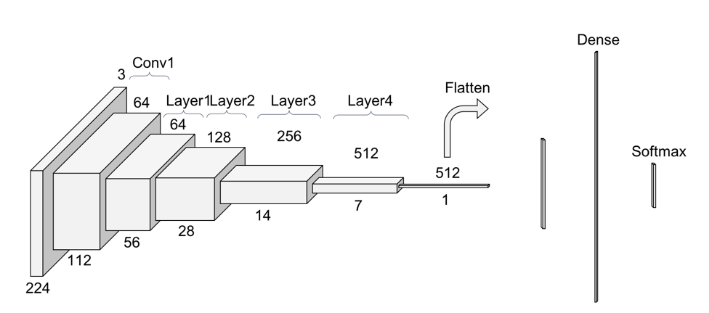 Dense
3
Conv1
Flatten
64
Layer1
Layer2
Layer3
Layer4
64
128
256
512
512
Softmax
1
7
14
28
56
112
224